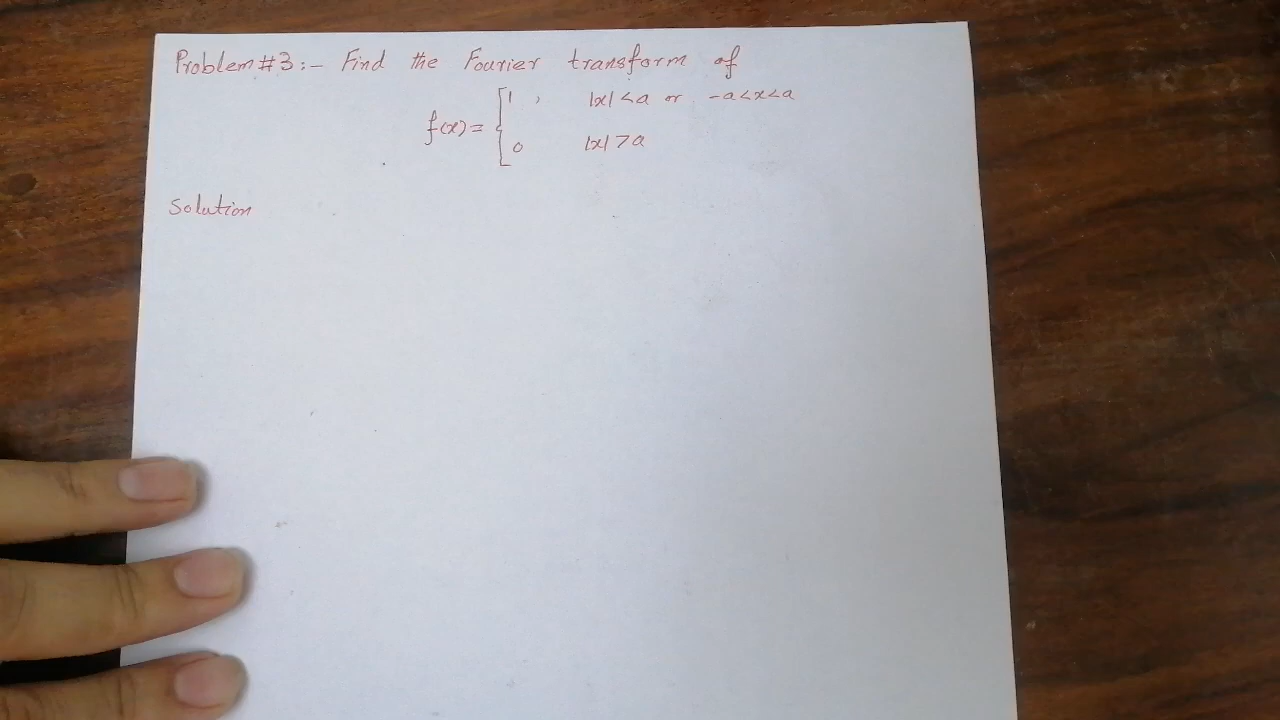 Problem #3:- Find the Fourier transform of
f(x) = { 1 , |x| < a or -a<x<a
0 |x| > a
Solution